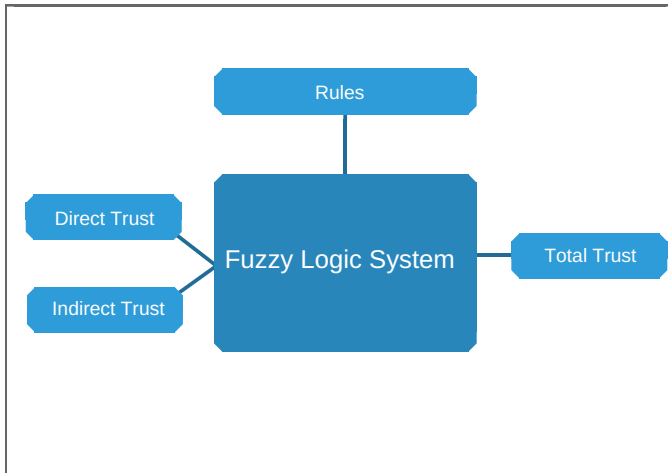 Rules
Direct Trust
Fuzzy Logic System
Total Trust
Indirect Trust